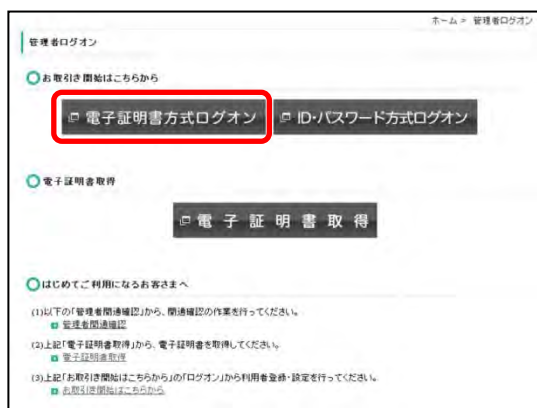 ホーム > 管理者ログオン
管理者ログオン
お取引き開始はこちらから
電子証明書方式ログオン ID・パスワード方式ログオン
電子証明書取得
電子証明書取得
はじめてご利用になるお客さまへ
(1)以下の「管理者開通確認」から、開通確認の作業を行ってください。
管理者開通確認
(2)上記「電子証明書取得」から、電子証明書を取得してください。
電子証明書取得
(3)上記「お取引き開始はこちらから」の「ログオン」から利用者登録・設定を行ってください。
お取引き開始はこちらから